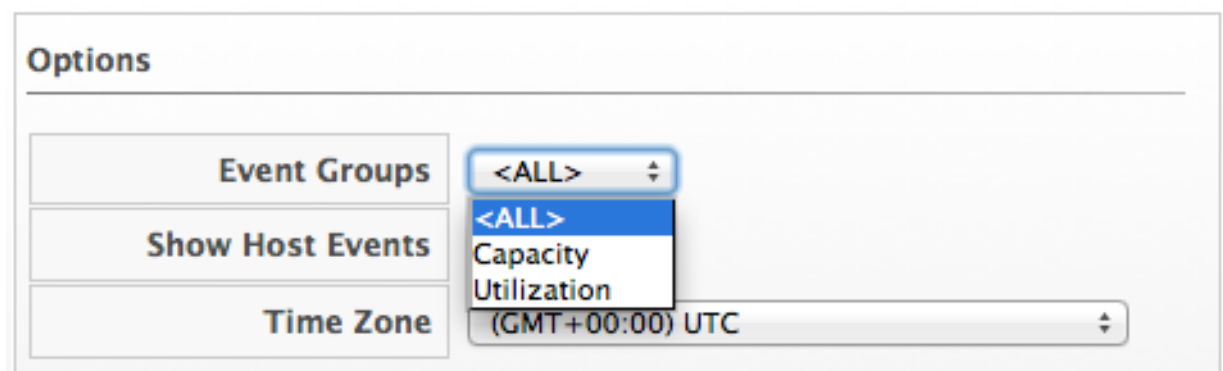 Options
Event Groups <ALL>
<ALL>
Show Host Events
Capacity
Utilization
Time Zone (GMT+00:00) UTC